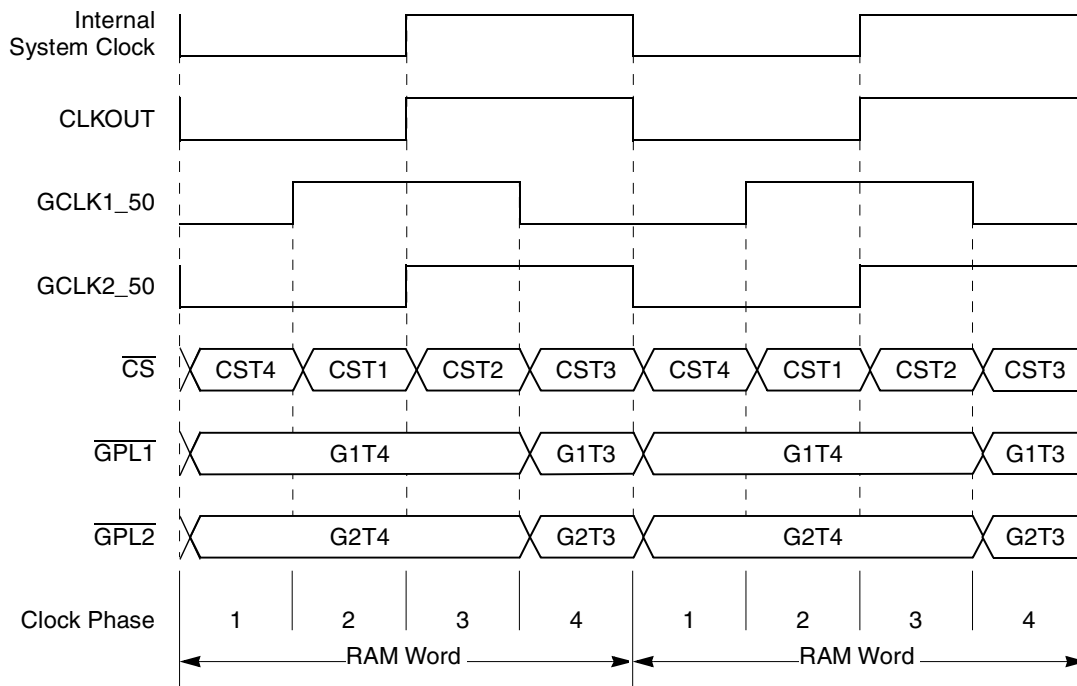 Internal
System Clock
CLKOUT
GCLK1_50
GCLK2_50
CS CST4 CST1 CST2 CST3 CST4 CST1 CST2 CST3
GPL1 G1T4 G1T3 G1T4 G1T3
GPL2 G2T4 G2T3 G2T4 G2T3
Clock Phase 1 2 3 4 1 2 3 4
RAM Word RAM Word